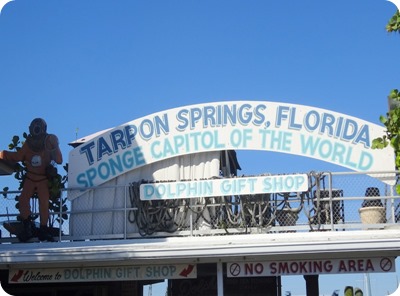 TARPON SPRINGS, FLORIDA
SPONGE CAPITOL OF THE WORLD
DOLPHIN GIFT SHOP
Welcome to DOLPHIN GIFT SHOP
NO SMOKING AREA